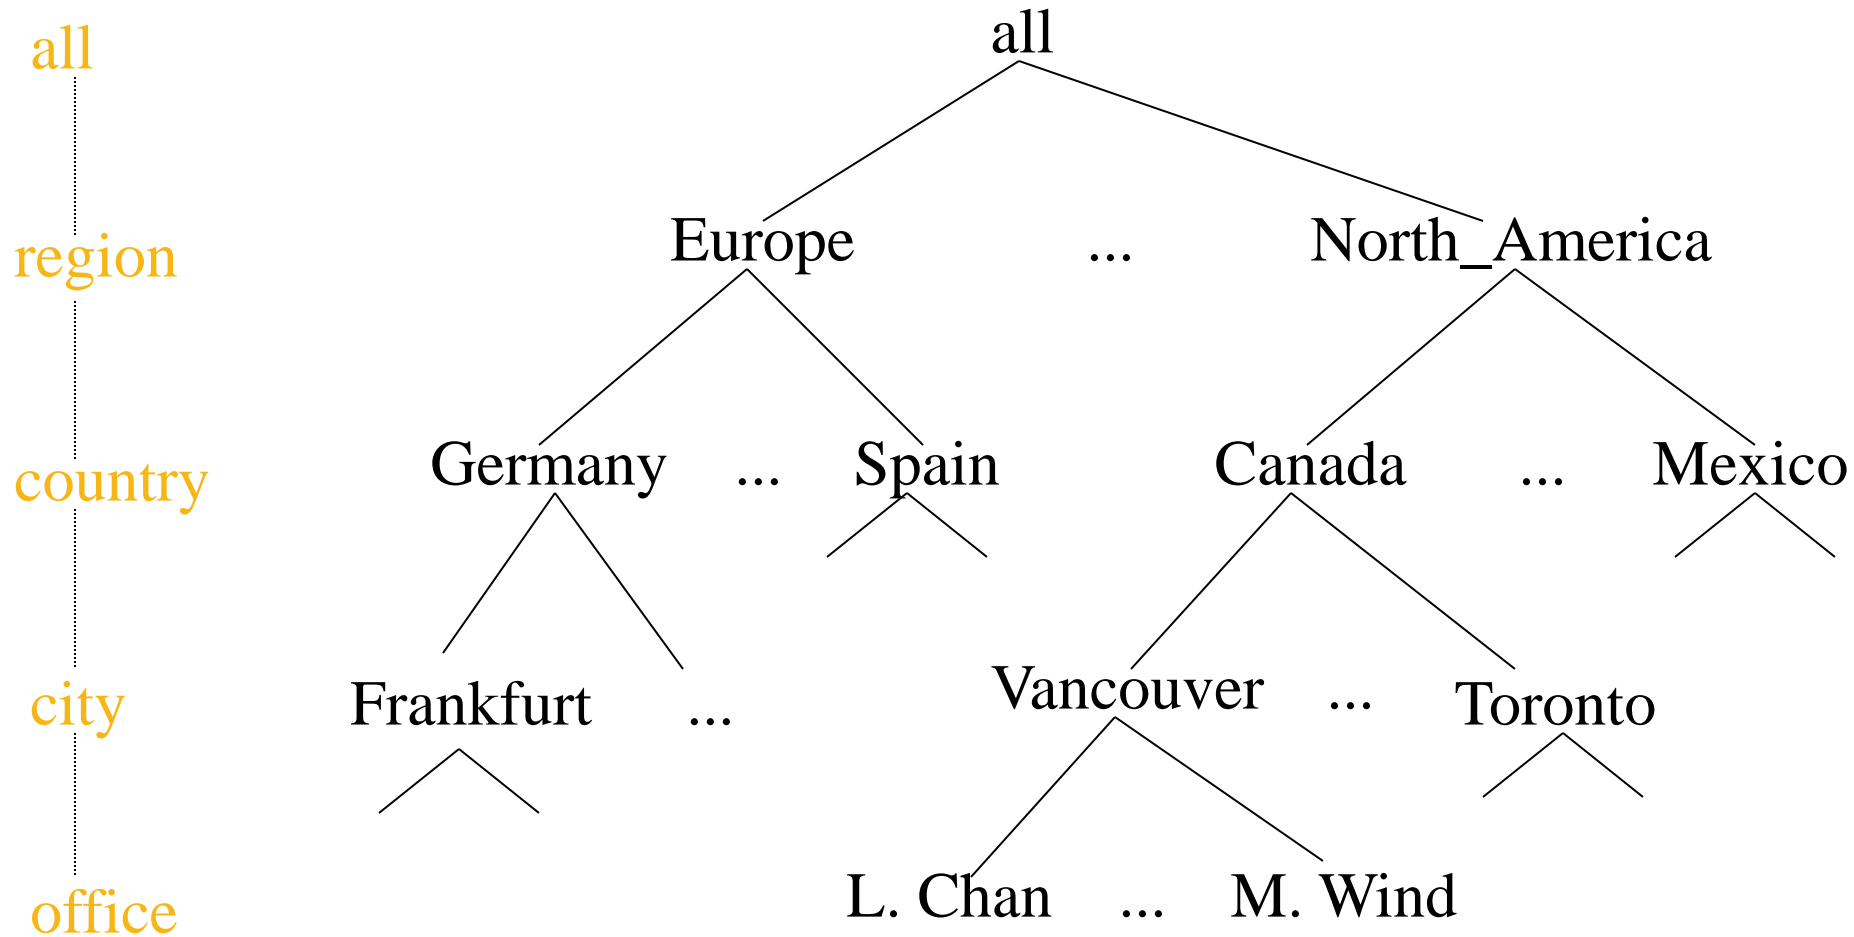 all
all
region
Europe ... North_America
country
Germany ... Spain Canada ... Mexico
city
Frankfurt ... Vancouver ... Toronto
office
L. Chan ... M. Wind